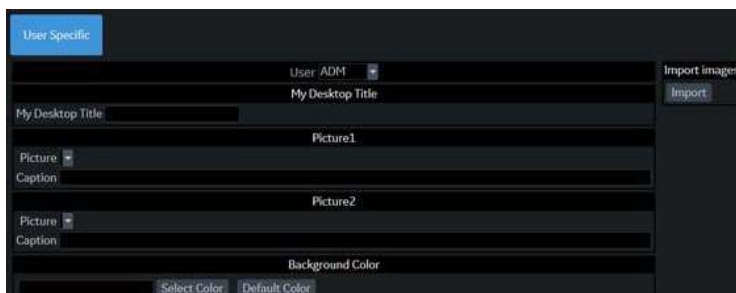 User Specific
User ADM
Import images
My Desktop Title
Import
My Desktop Title
Picture1
Picture
Caption
Picture2
Picture
Caption
Background Color
Select Color Default Color